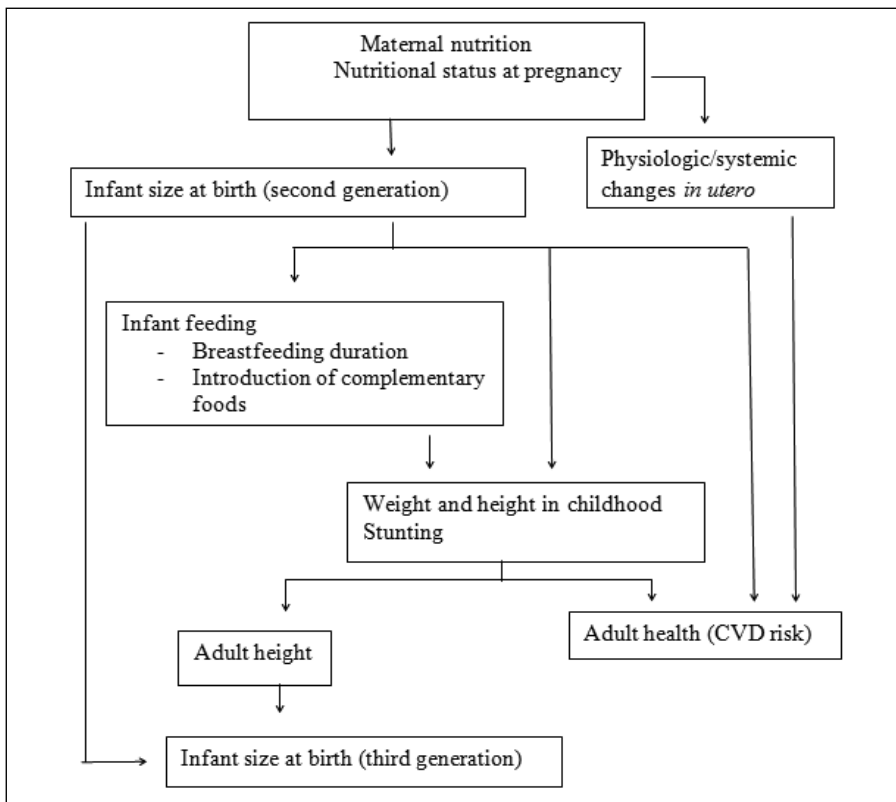 Maternal nutrition
Nutritional status at pregnancy
Physiologic/systemic
changes in utero
Infant size at birth (second generation)
Infant feeding
- Breastfeeding duration
- Introduction of complementary
foods
Weight and height in childhood
Stunting
Adult health (CVD risk)
Adult height
Infant size at birth (third generation)